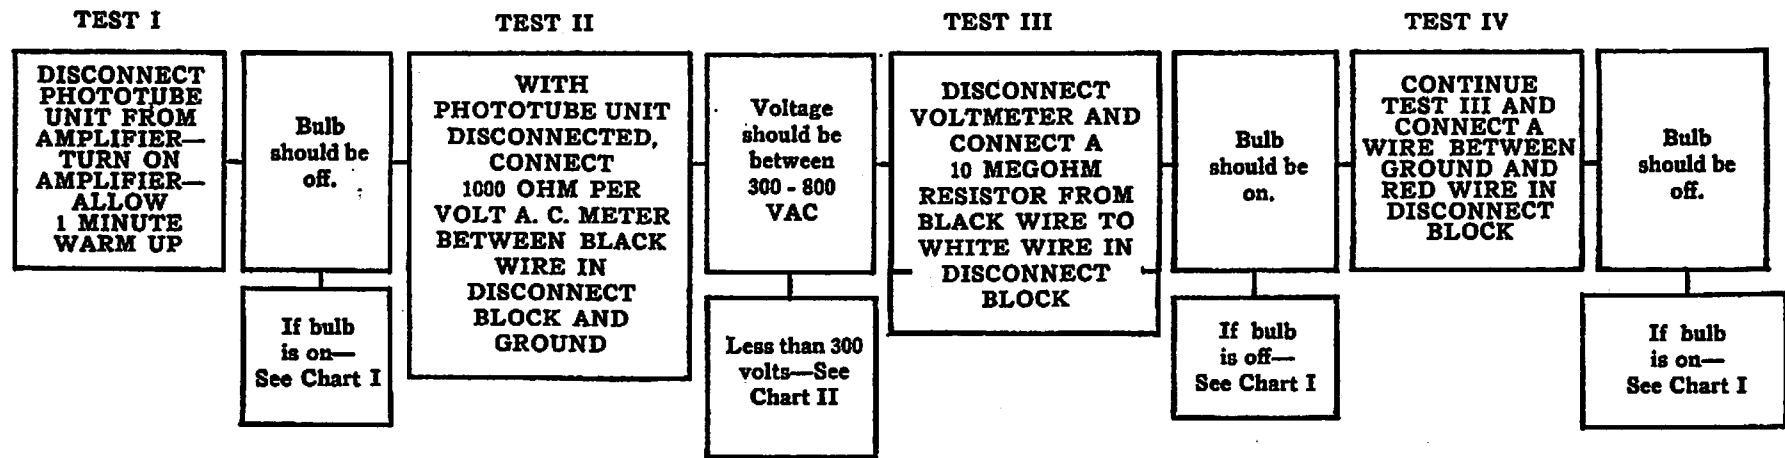 TEST I
DISCONNECT
PHOTOTUBE
UNIT FROM
AMPLIFIER—
TURN ON
AMPLIFIER—
ALLOW
1 MINUTE
WARM UP
Bulb
should be
off.
If bulb
is on—
See Chart I
TEST II
WITH
PHOTOTUBE UNIT
DISCONNECTED,
CONNECT
1000 OHM PER
VOLT A. C. METER
BETWEEN BLACK
WIRE IN
DISCONNECT
BLOCK AND
GROUND
Voltage
should be
between
300 - 800
VAC
Less than 300
volts—See
Chart II
TEST III
DISCONNECT
VOLTMETER AND
CONNECT A
10 MEGOHM
RESISTOR FROM
BLACK WIRE TO
WHITE WIRE IN
DISCONNECT
BLOCK
Bulb
should be
on.
If bulb
is off—
See Chart I
TEST IV
CONTINUE
TEST III AND
CONNECT A
WIRE BETWEEN
GROUND AND
RED WIRE IN
DISCONNECT
BLOCK
Bulb
should be
off.
If bulb
is on—
See Chart I